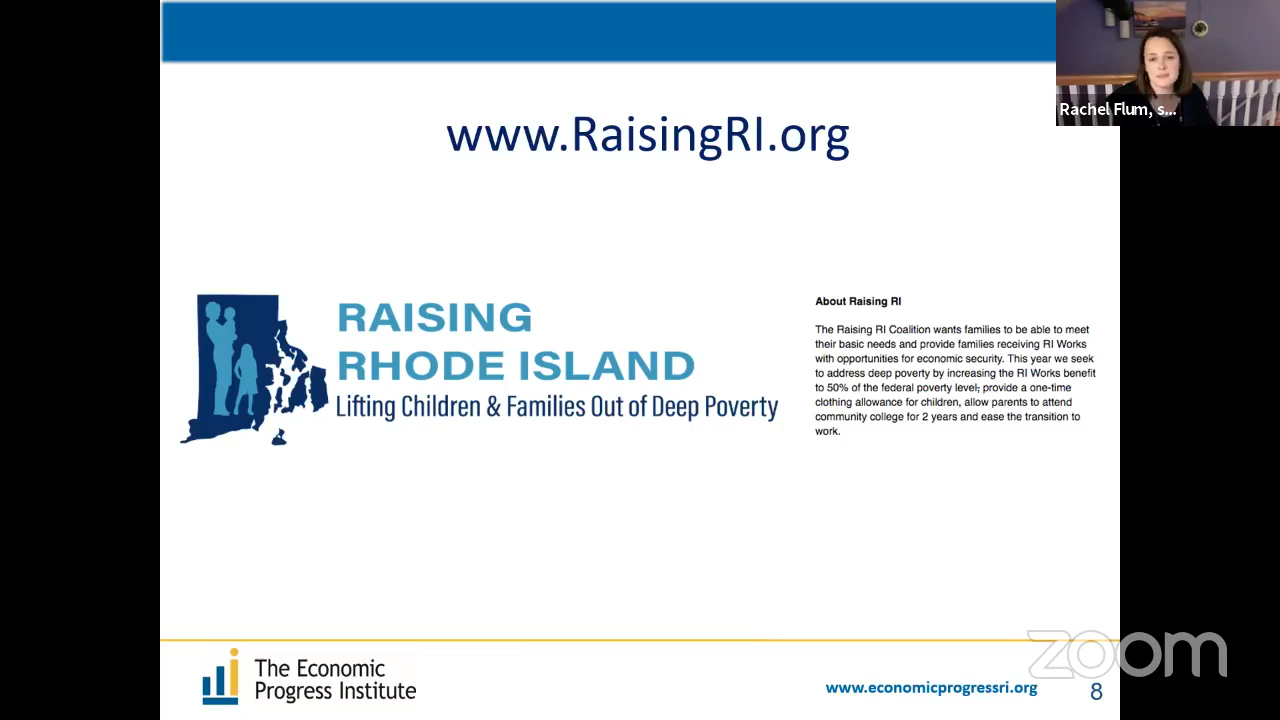 Rachel Flum, s...
www.RaisingRI.org
RAISING
RHODE ISLAND
Lifting Children & Families Out of Deep Poverty
About Raising RI
The Raising RI Coalition wants families to be able to meet
their basic needs and provide families receiving RI Works
with opportunities for economic security. This year we seek
to address deep poverty by increasing the RI Works benefit
to 50% of the federal poverty level, provide a one-time
clothing allowance for children, allow parents to attend
community college for 2 years and ease the transition to
work.
The Economic
Progress Institute
www.economicprogressri.org
8
zoom